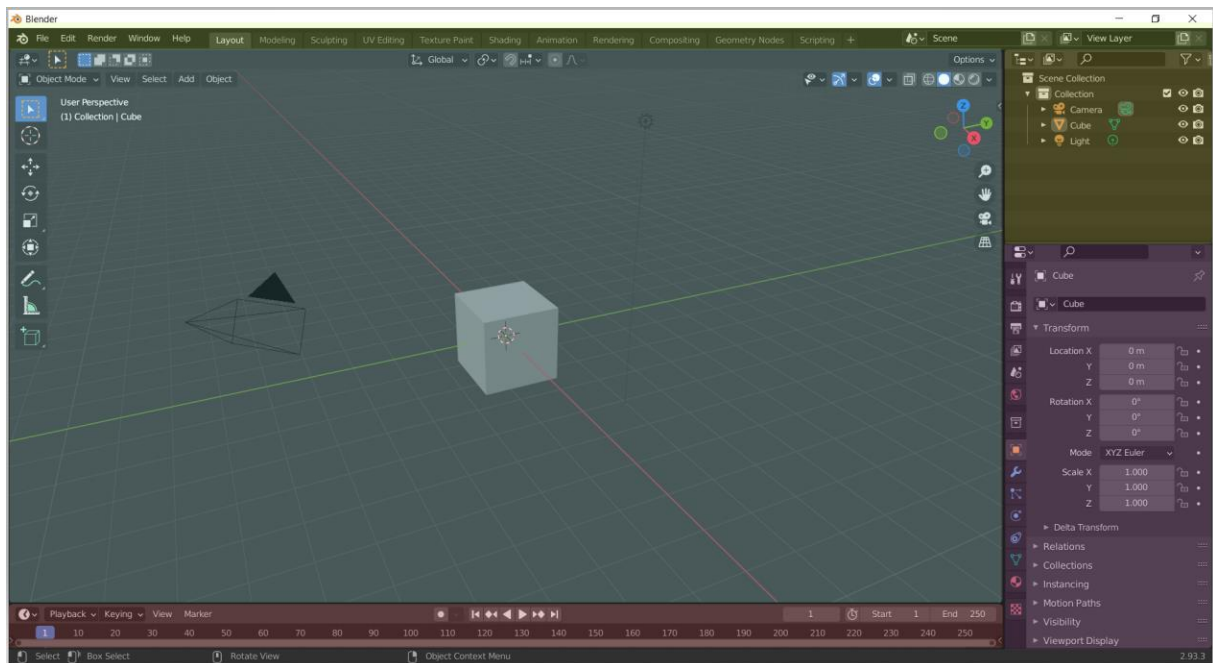 Blender
File Edit Render Window Help Layout Modeling Sculpting UV Editing Texture Paint Shading Animation Rendering Compositing Geometry Nodes Scripting + Scene View Layer
Global Options
Object Mode View Select Add Object
User Perspective
(1) Collection | Cube
Z
Y
X
Scene Collection
Collection
Camera
Cube
Light
Cube
Cube
Transform
Location X 0 m
Y 0 m
Z 0 m
Rotation X 0°
Y 0°
Z 0°
Mode XYZ Euler
Scale X 1.000
Y 1.000
Z 1.000
Delta Transform
Relations
Collections
Instancing
Motion Paths
Visibility
Viewport Display
Playback Keying View Marker 1 Start 1 End 250
1 10 20 30 40 50 60 70 80 90 100 110 120 130 140 150 160 170 180 190 200 210 220 230 240 250
Select Box Select Rotate View Object Context Menu 2.93.3